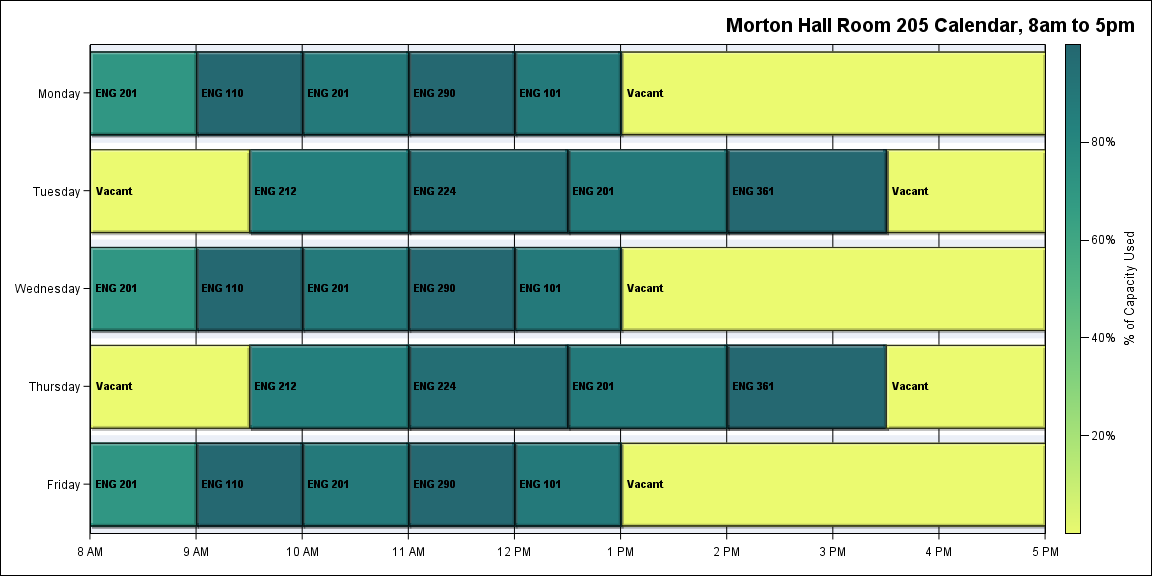 Morton Hall Room 205 Calendar, 8am to 5pm
Monday
ENG 201 ENG 110 ENG 201 ENG 290 ENG 101 Vacant
Tuesday
Vacant ENG 212 ENG 224 ENG 201 ENG 361 Vacant
Wednesday
ENG 201 ENG 110 ENG 201 ENG 290 ENG 101 Vacant
Thursday
Vacant ENG 212 ENG 224 ENG 201 ENG 361 Vacant
Friday
ENG 201 ENG 110 ENG 201 ENG 290 ENG 101 Vacant
8 AM 9 AM 10 AM 11 AM 12 PM 1 PM 2 PM 3 PM 4 PM 5 PM
80%
60%
40%
20%
% of Capacity Used